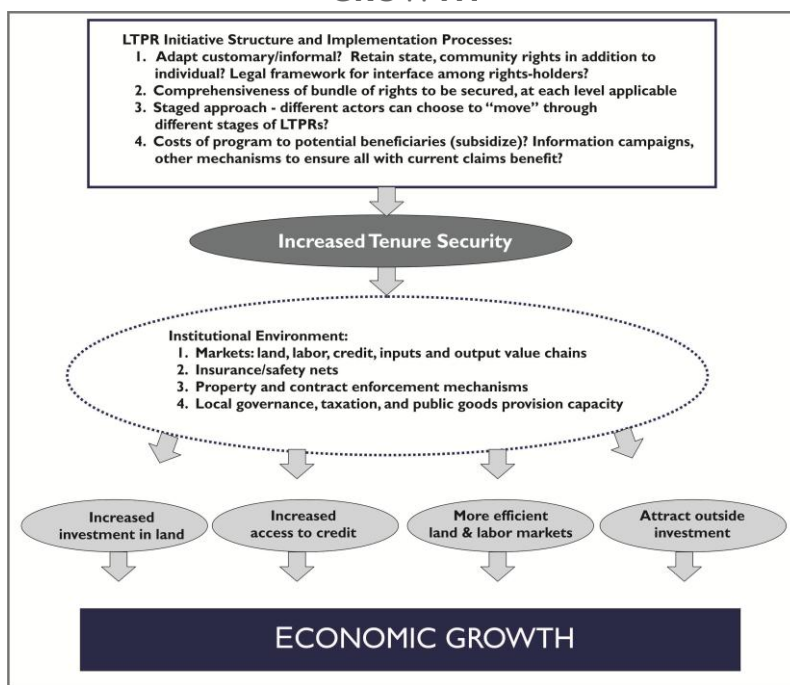 GROWTH
LTPR Initiative Structure and Implementation Processes:
1. Adapt customary/informal? Retain state, community rights in addition to
individual? Legal framework for interface among rights-holders?
2. Comprehensiveness of bundle of rights to be secured, at each level applicable
3. Staged approach - different actors can choose to “move” through
different stages of LTPRs?
4. Costs of program to potential beneficiaries (subsidize)? Information campaigns,
other mechanisms to ensure all with current claims benefit?
Increased Tenure Security
Institutional Environment:
1. Markets: land, labor, credit, inputs and output value chains
2. Insurance/safety nets
3. Property and contract enforcement mechanisms
4. Local governance, taxation, and public goods provision capacity
Increased
investment in land
Increased
access to credit
More efficient
land & labor markets
Attract outside
investment
ECONOMIC GROWTH